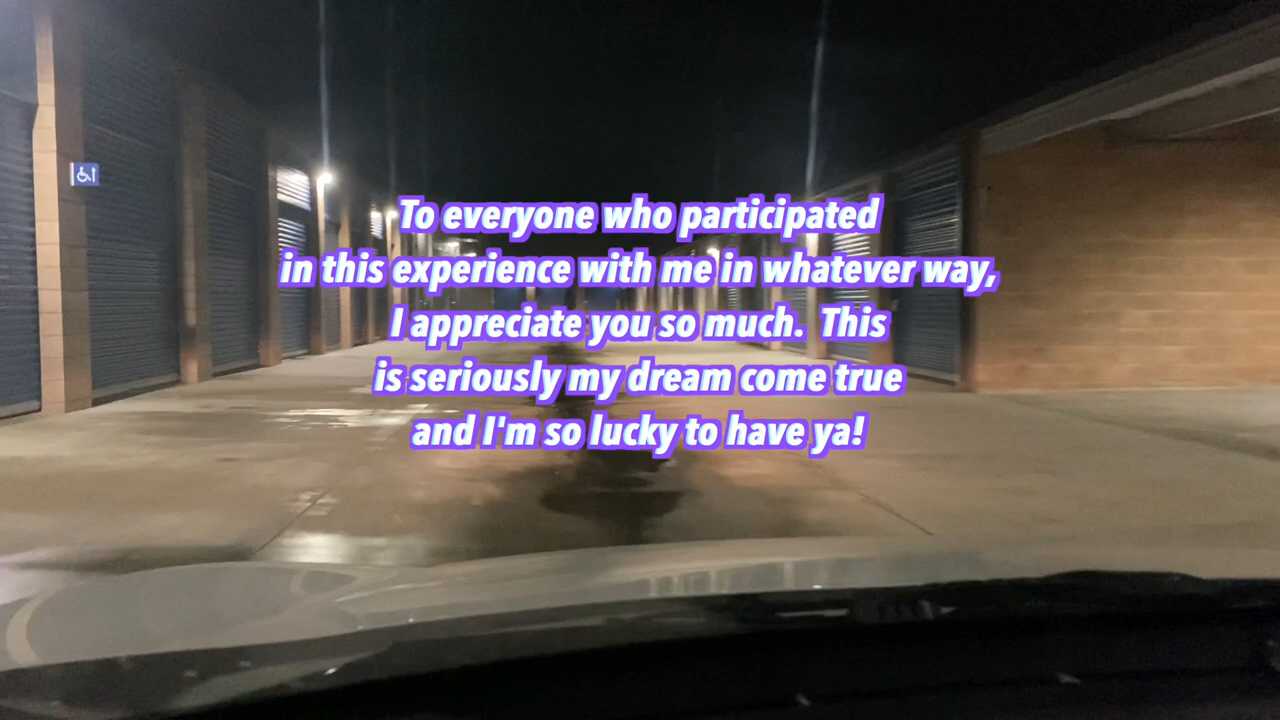 To everyone who participated
in this experience with me in whatever way,
I appreciate you so much.  This
is seriously my dream come true
and I'm so lucky to have ya!